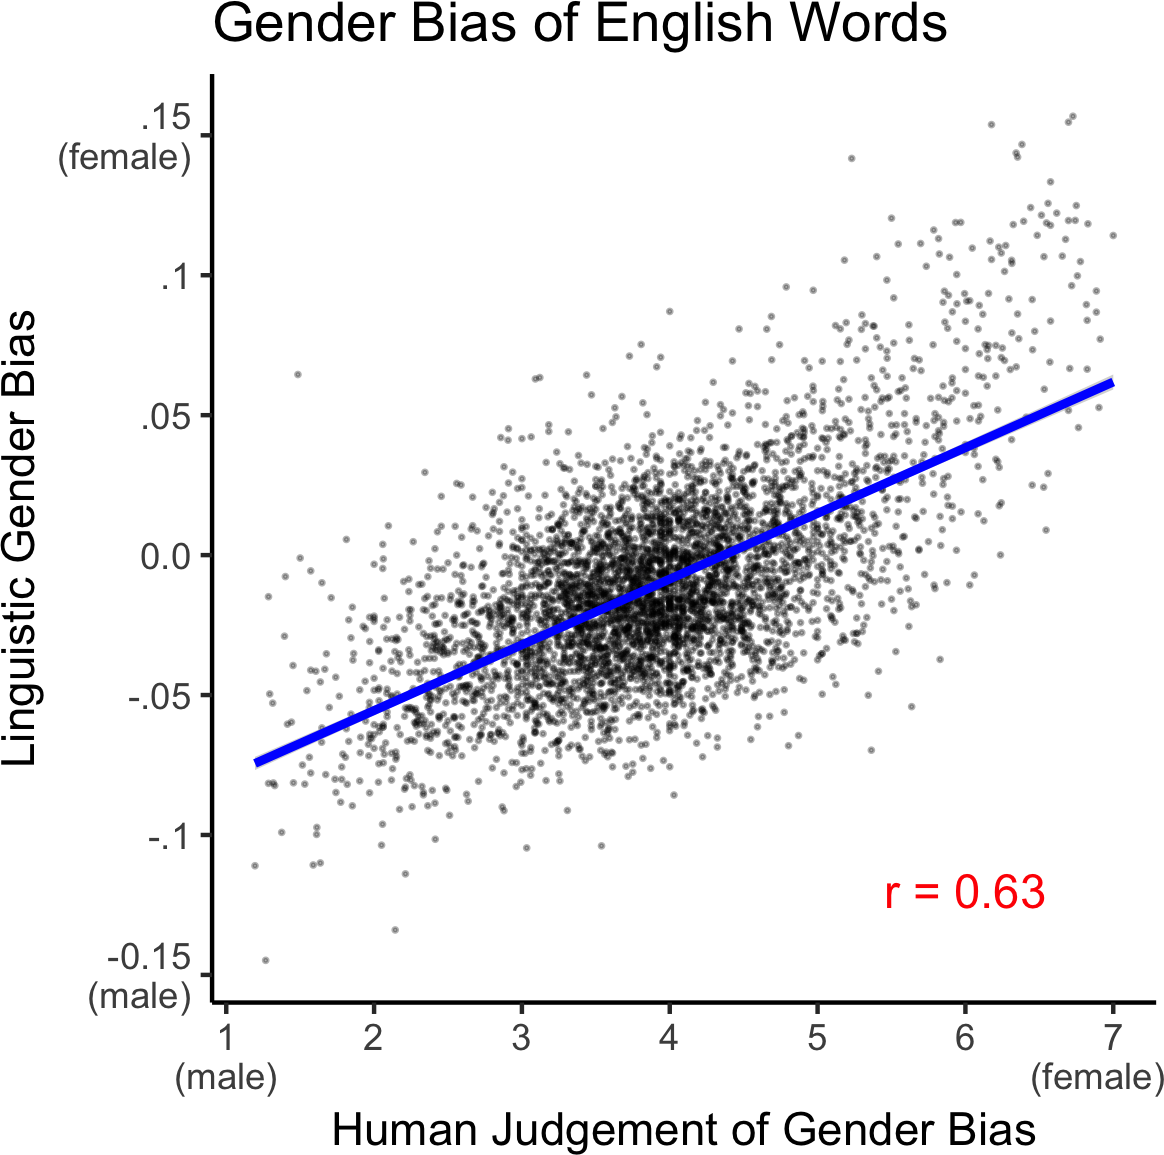 Gender Bias of English Words
.15
(female)
.1
.05
0.0
-.05
-.1
-0.15
(male)
Linguistic Gender Bias
r = 0.63
1 2 3 4 5 6 7
(male) (female)
Human Judgement of Gender Bias